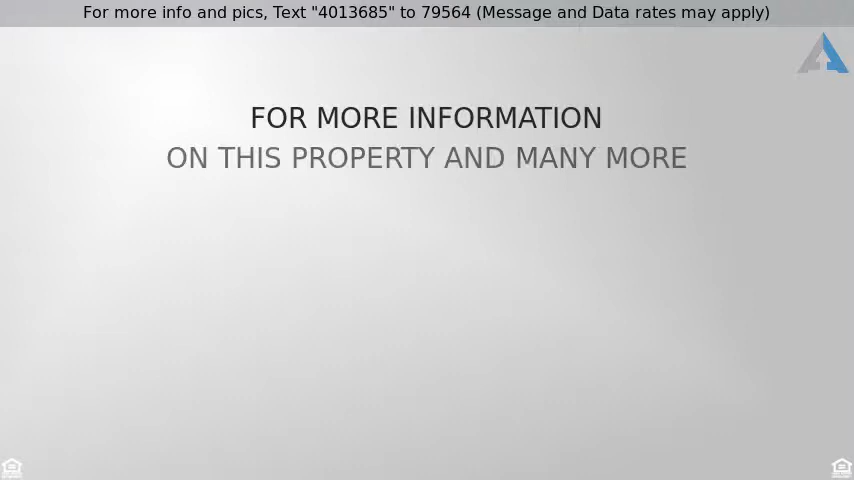 For more info and pics, Text "4013685" to 79564 (Message and Data rates may apply)
FOR MORE INFORMATION
ON THIS PROPERTY AND MANY MORE